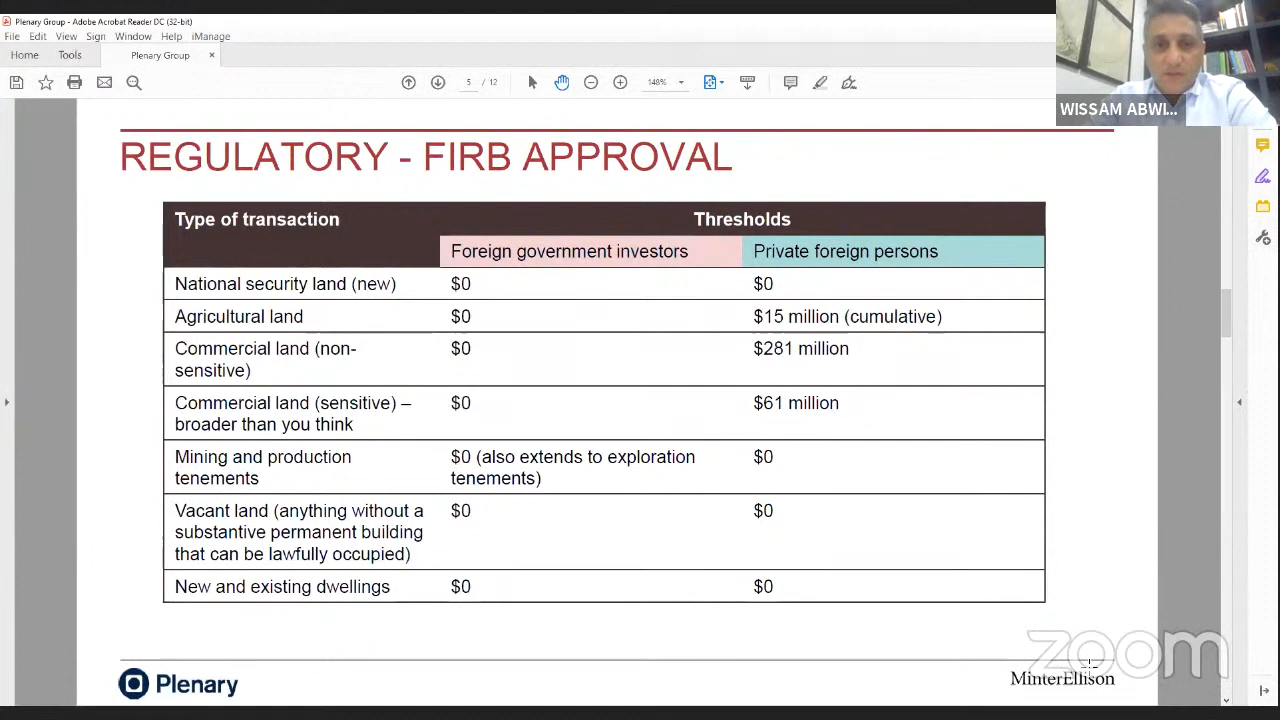 Plenary Group - Adobe Acrobat Reader DC (32-bit)
File Edit View Sign Window Help iManage
Home Tools Plenary Group ×
5 / 12 148%
WISSAM ABWI...
REGULATORY - FIRB APPROVAL
Type of transaction Thresholds
Foreign government investors Private foreign persons
National security land (new) $0 $0
Agricultural land $0 $15 million (cumulative)
Commercial land (non- $0 $281 million
sensitive)
Commercial land (sensitive) – $0 $61 million
broader than you think
Mining and production $0 (also extends to exploration $0
tenements tenements)
Vacant land (anything without a $0 $0
substantive permanent building
that can be lawfully occupied)
New and existing dwellings $0 $0
zoom
Plenary MinterEllison